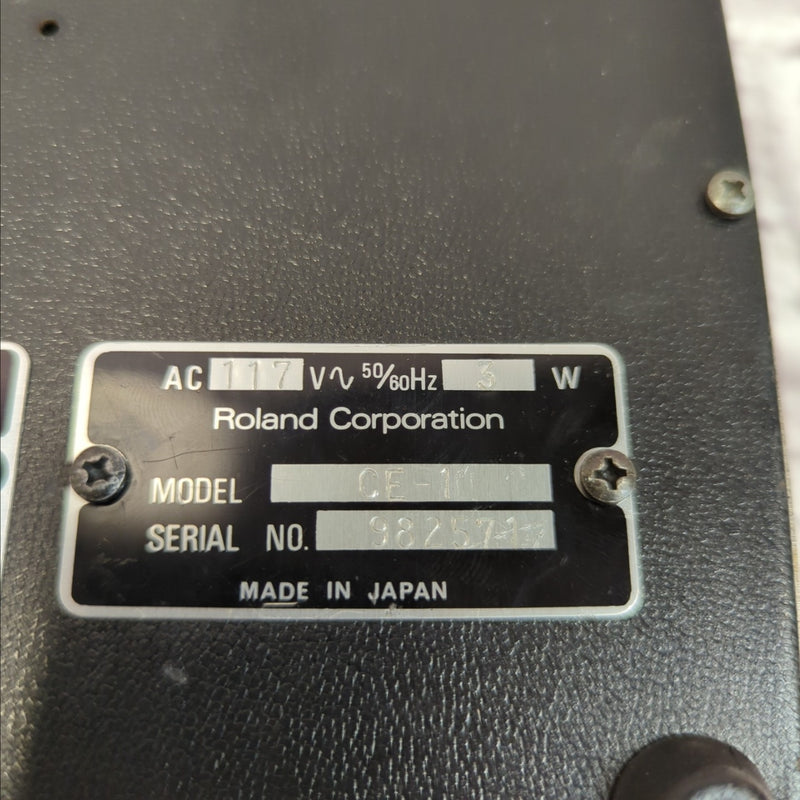 AC 117 V∿ 50/60Hz 3 W
Roland Corporation
MODEL CE-1
SERIAL NO. 98257
MADE IN JAPAN